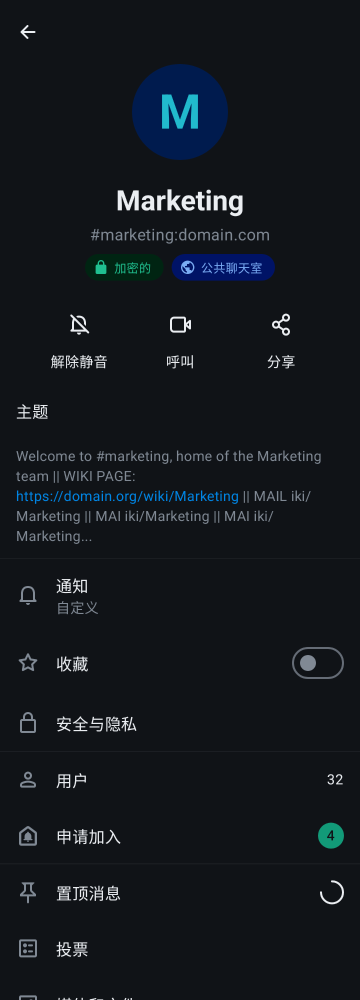 M
Marketing
#marketing:domain.com
加密的
公共聊天室
解除静音
呼叫
分享
主题
Welcome to #marketing, home of the Marketing
team || WIKI PAGE:
https://domain.org/wiki/Marketing || MAIL iki/
Marketing || MAI iki/Marketing || MAI iki/
Marketing...
通知
自定义
收藏
安全与隐私
用户
32
申请加入
4
置顶消息
投票